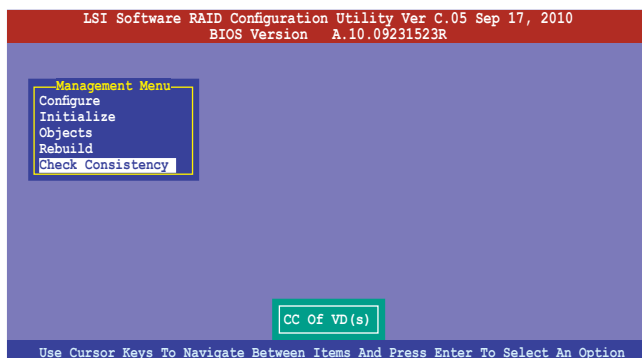 LSI Software RAID Configuration Utility Ver C.05 Sep 17, 2010
BIOS Version A.10.09231523R
Management Menu
Configure
Initialize
Objects
Rebuild
Check Consistency
CC Of VD(s)
Use Cursor Keys To Navigate Between Items And Press Enter To Select An Option